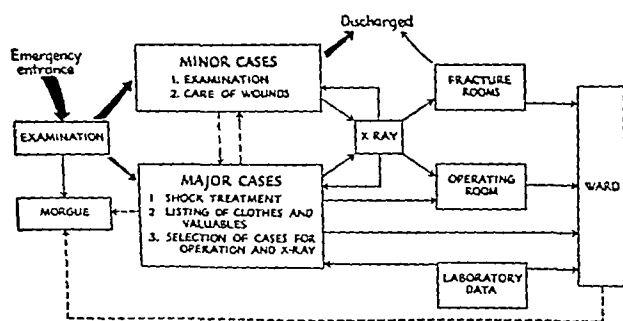 Discharged
Emergency
entrance
MINOR CASES
1. EXAMINATION
2. CARE OF WOUNDS
FRACTURE
ROOMS
EXAMINATION
X RAY
MAJOR CASES
1 SHOCK TREATMENT
2 LISTING OF CLOTHES AND
VALUABLES
3. SELECTION OF CASES FOR
OPERATION AND X-RAY
OPERATING
ROOM
WARD
MORGUE
LABORATORY
DATA